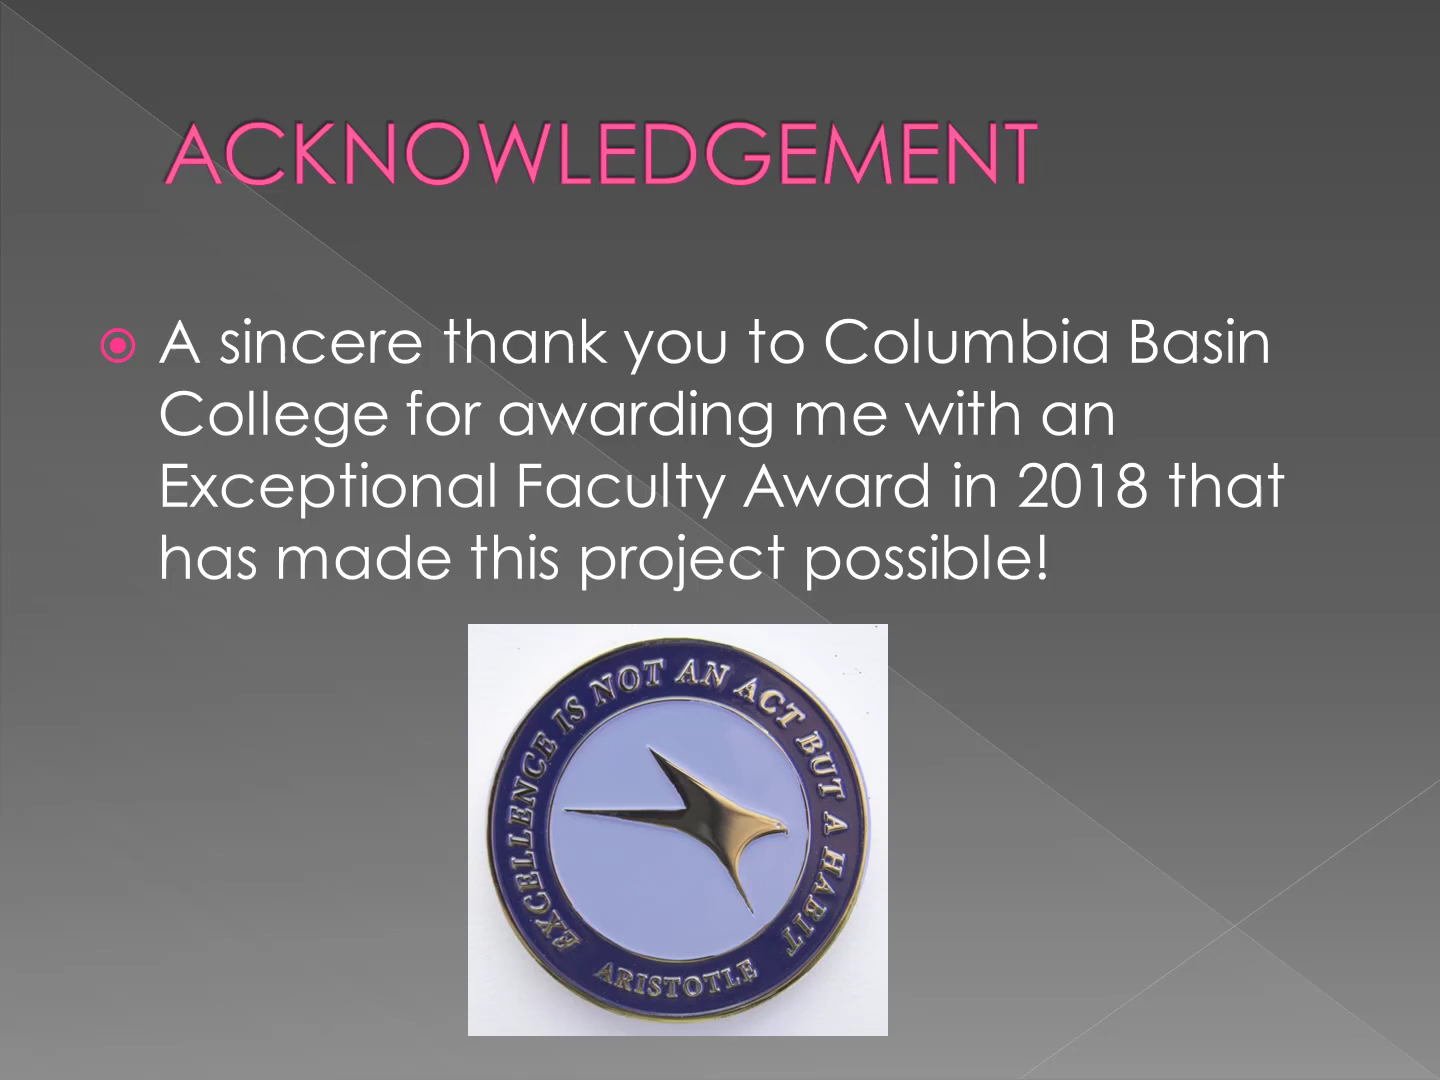 ACKNOWLEDGEMENT
A sincere thank you to Columbia Basin
College for awarding me with an
Exceptional Faculty Award in 2018 that
has made this project possible!
EXCELLENCE IS NOT AN ACT BUT A HABIT
ARISTOTLE